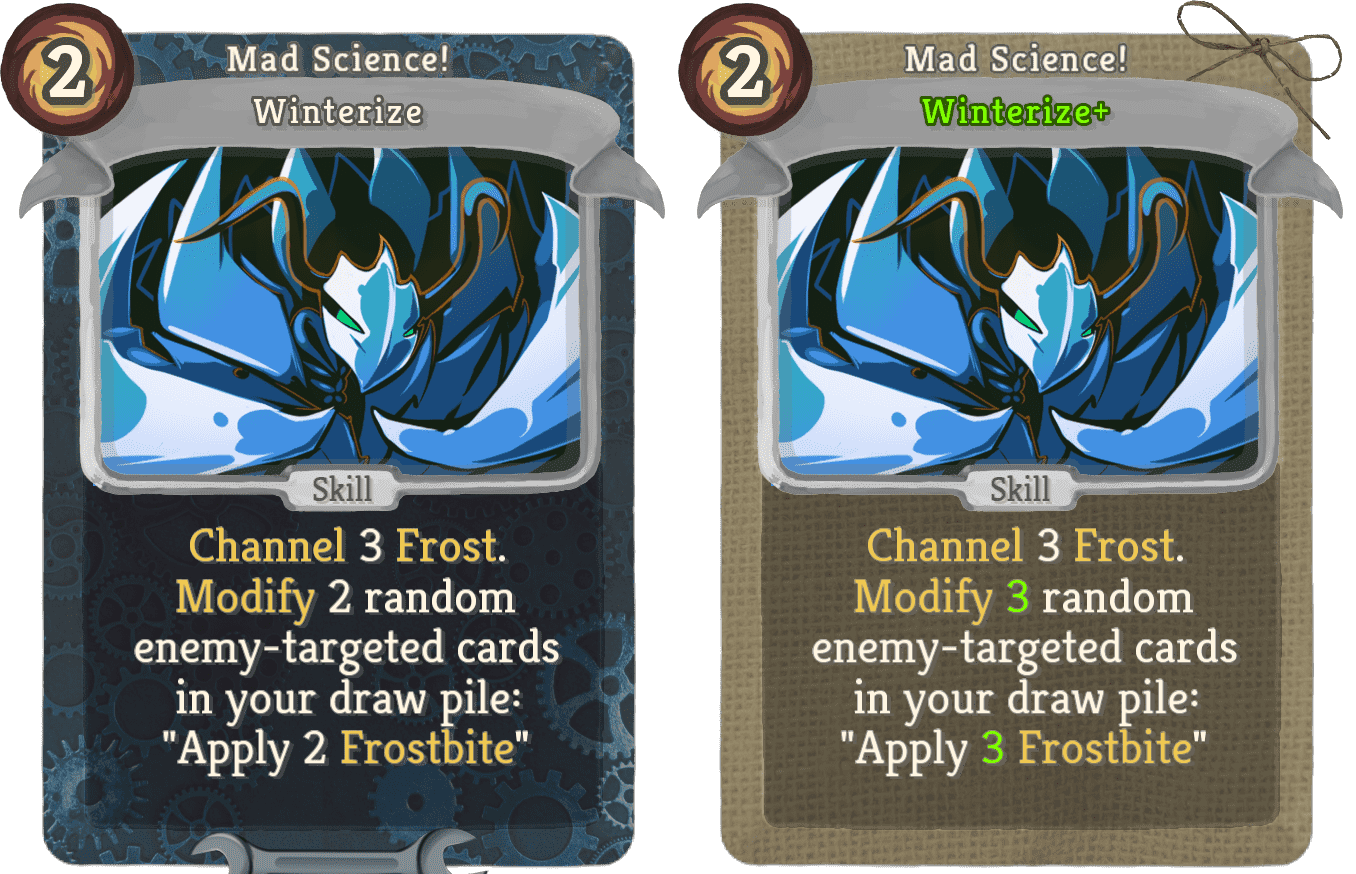 2
Mad Science!
Winterize
Skill
Channel 3 Frost.
Modify 2 random
enemy-targeted cards
in your draw pile:
"Apply 2 Frostbite"
2
Mad Science!
Winterize+
Skill
Channel 3 Frost.
Modify 3 random
enemy-targeted cards
in your draw pile:
"Apply 3 Frostbite"